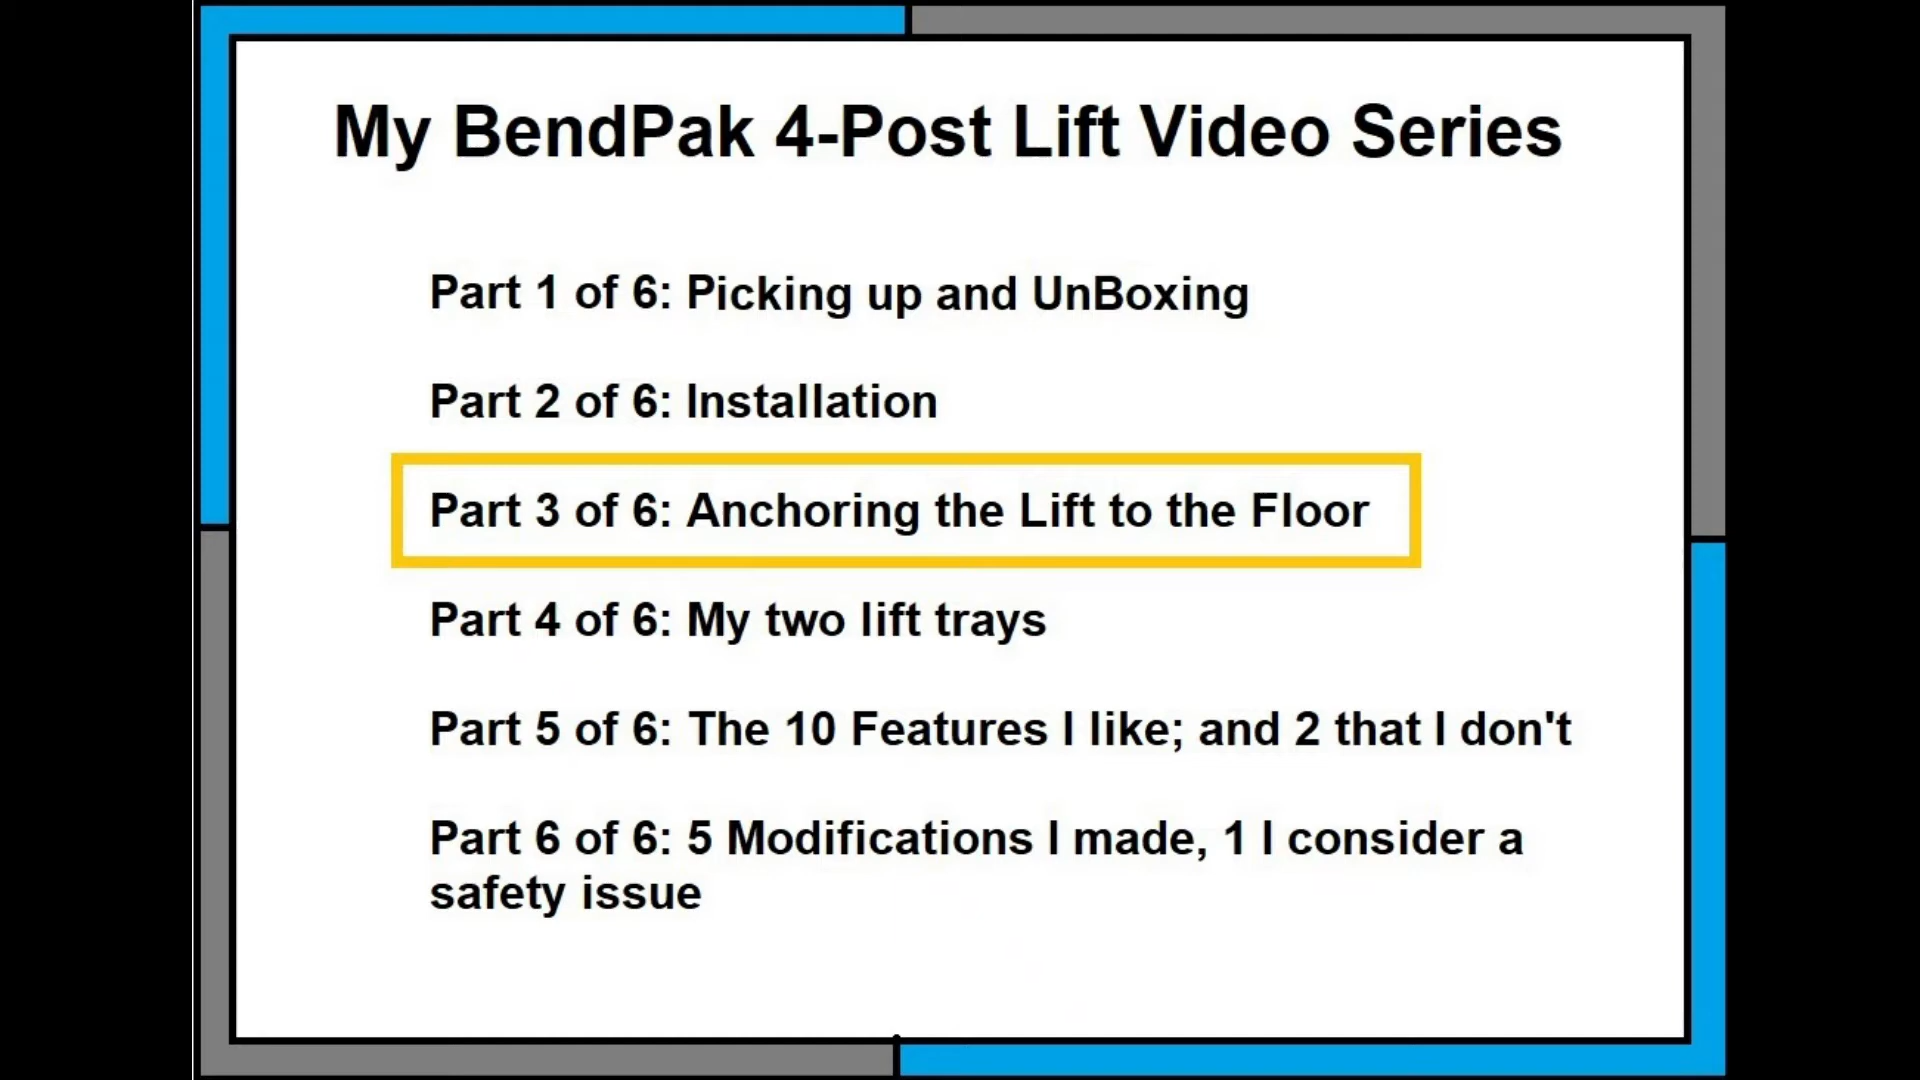 My BendPak 4-Post Lift Video Series
Part 1 of 6: Picking up and UnBoxing
Part 2 of 6: Installation
Part 3 of 6: Anchoring the Lift to the Floor
Part 4 of 6: My two lift trays
Part 5 of 6: The 10 Features I like; and 2 that I don't
Part 6 of 6: 5 Modifications I made, 1 I consider a
safety issue